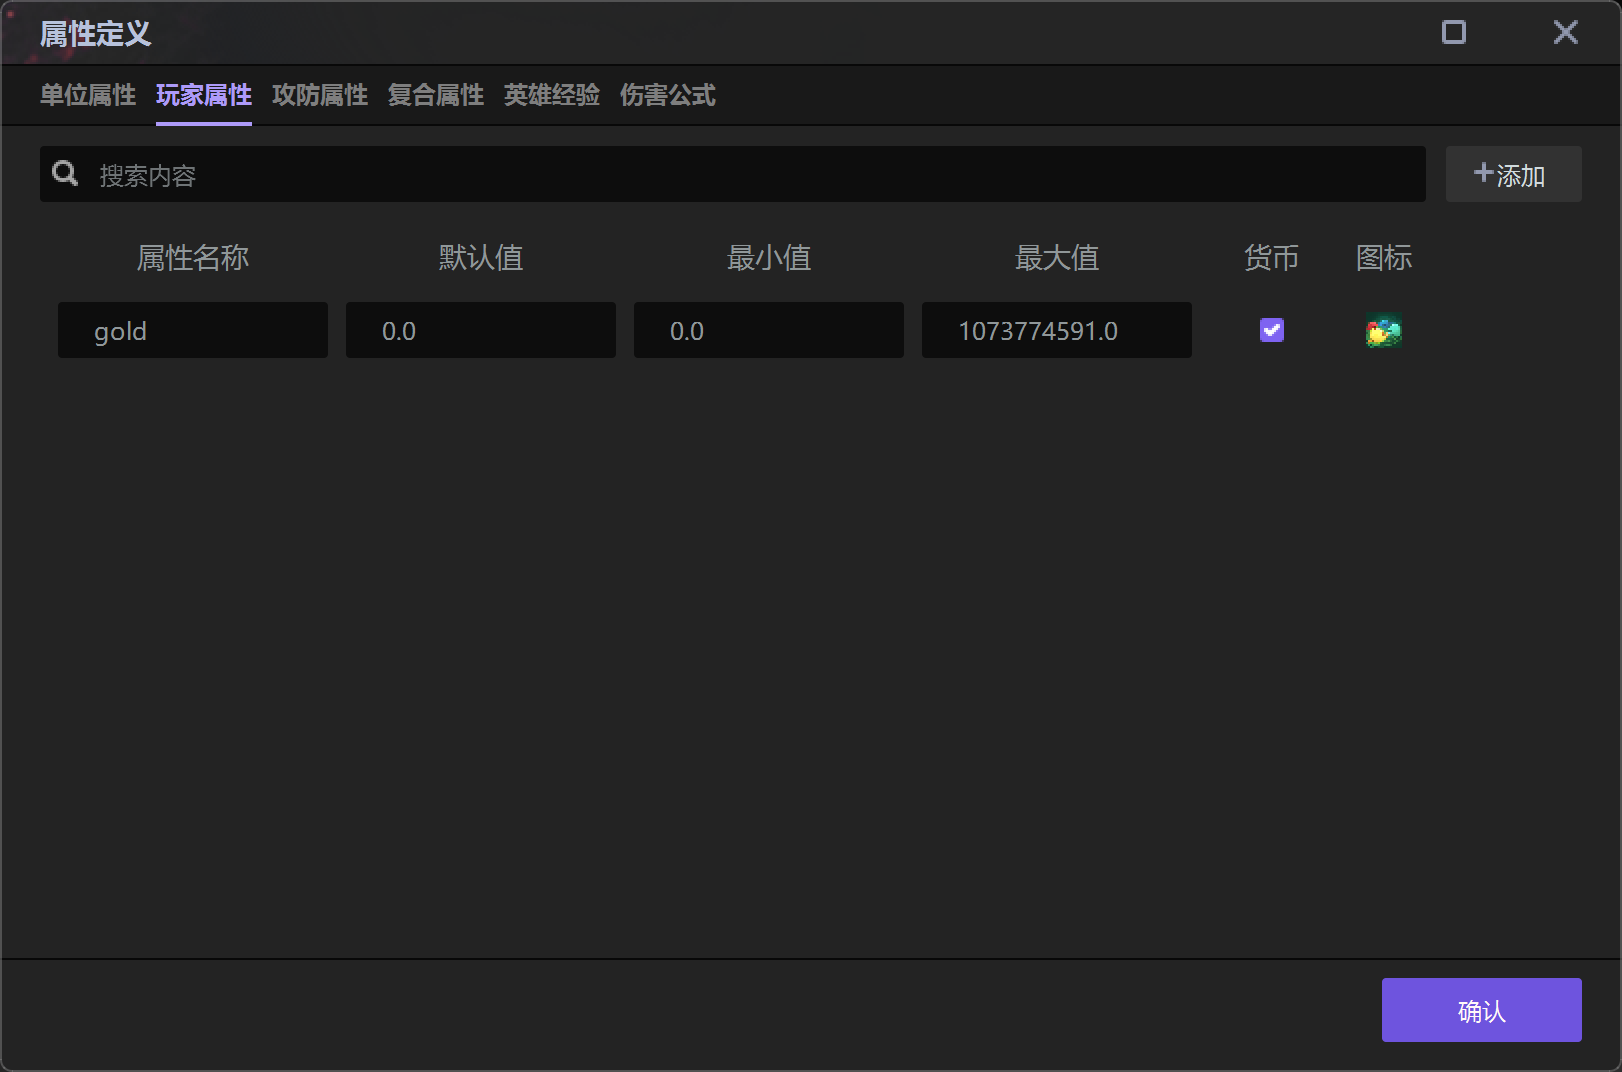 属性定义
单位属性 玩家属性 攻防属性 复合属性 英雄经验 伤害公式
搜索内容 添加
属性名称 默认值 最小值 最大值 货币 图标
gold 0.0 0.0 1073774591.0
确认